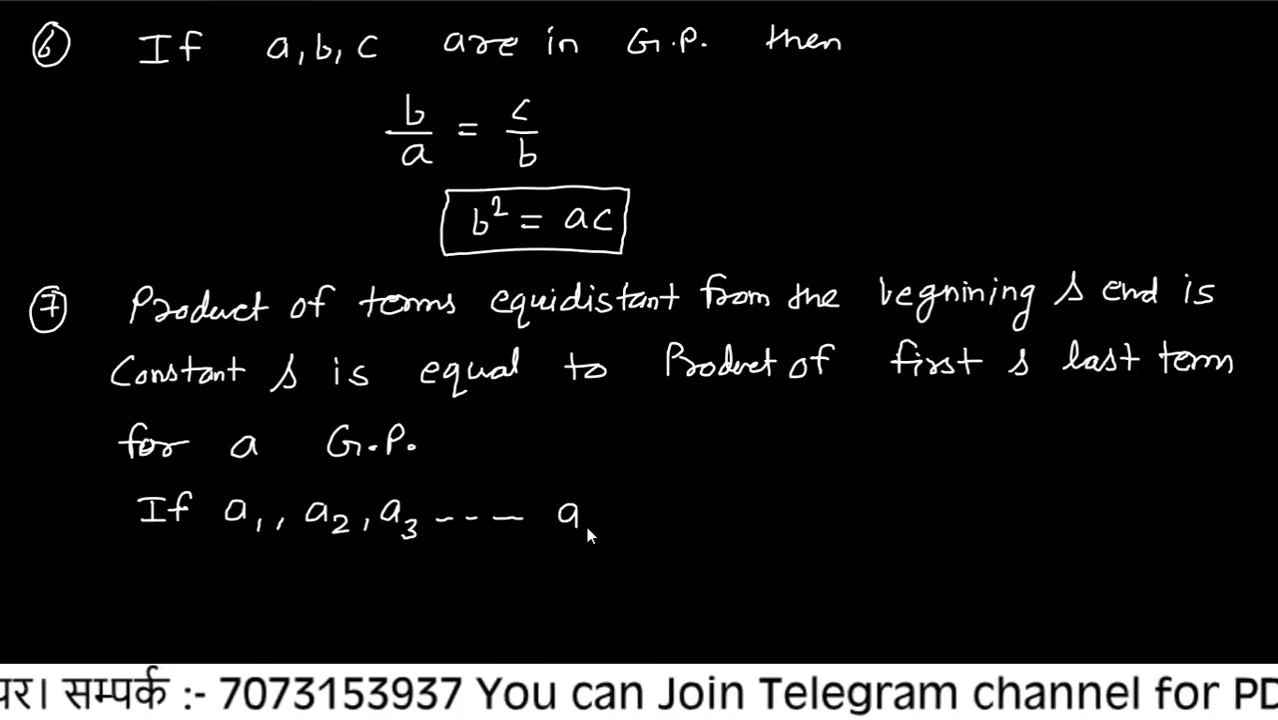 ⑥ If a, b, c are in G.P. then
b/a = c/b
b² = ac
⑦ Product of terms equidistant from the begnining & end is
Constant & is equal to Product of first & last term
for a G.P.
If a₁,, a₂, a₃ ---- a
पर। सम्पर्क :- 7073153937 You can Join Telegram channel for PD